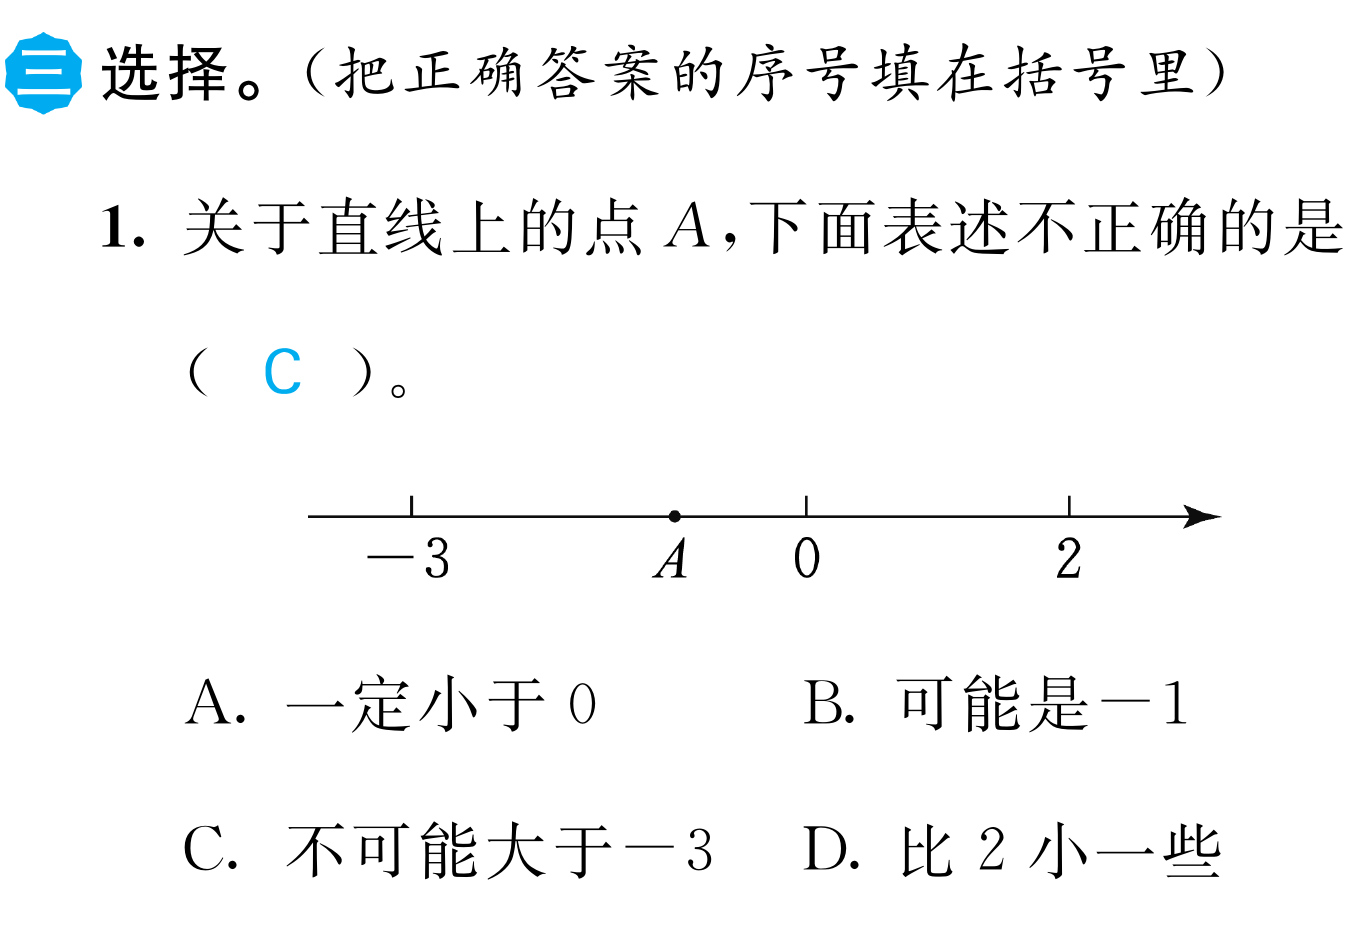 三 选择。(把正确答案的序号填在括号里)
1. 关于直线上的点 A,下面表述不正确的是
( C )。
－3 A 0 2
A. 一定小于 0 B. 可能是－1
C. 不可能大于－3 D. 比 2 小一些